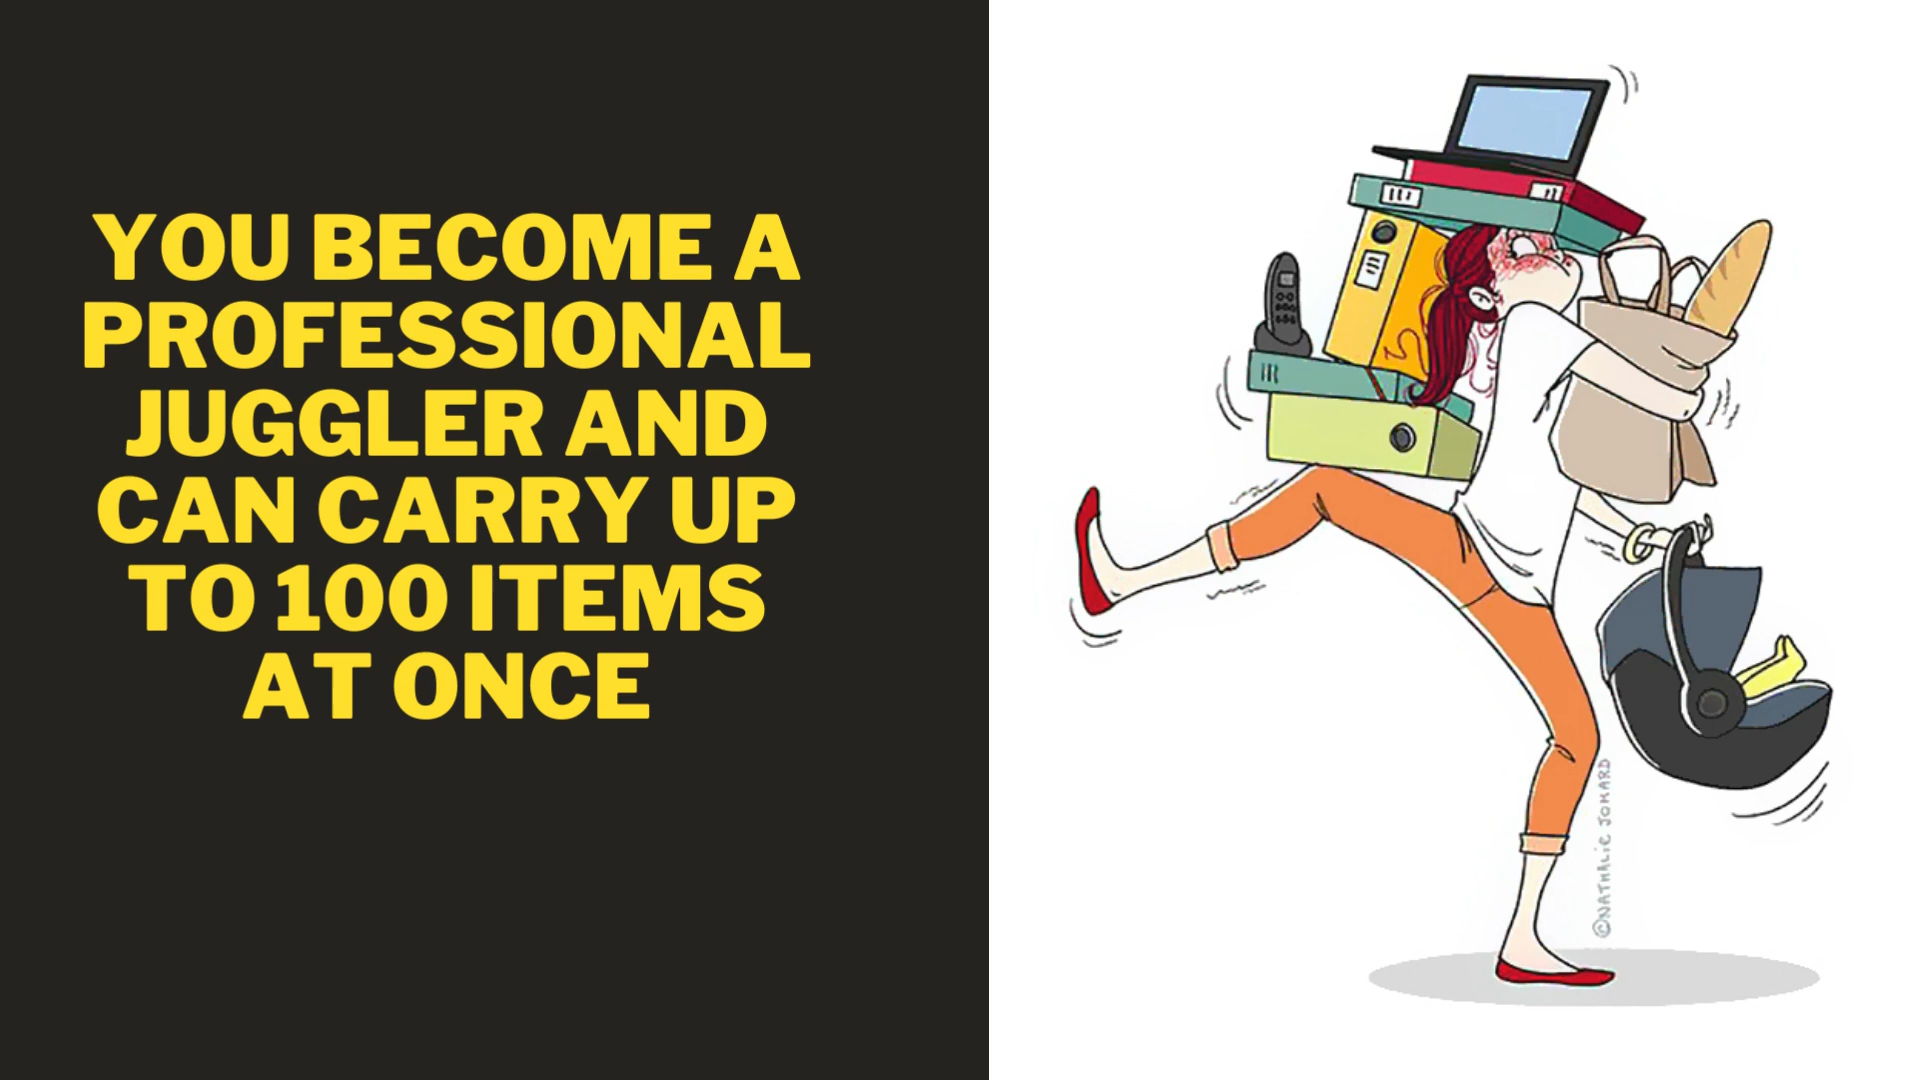 YOU BECOME A
PROFESSIONAL
JUGGLER AND
CAN CARRY UP
TO 100 ITEMS
AT ONCE
©NATHALIE JOMARD